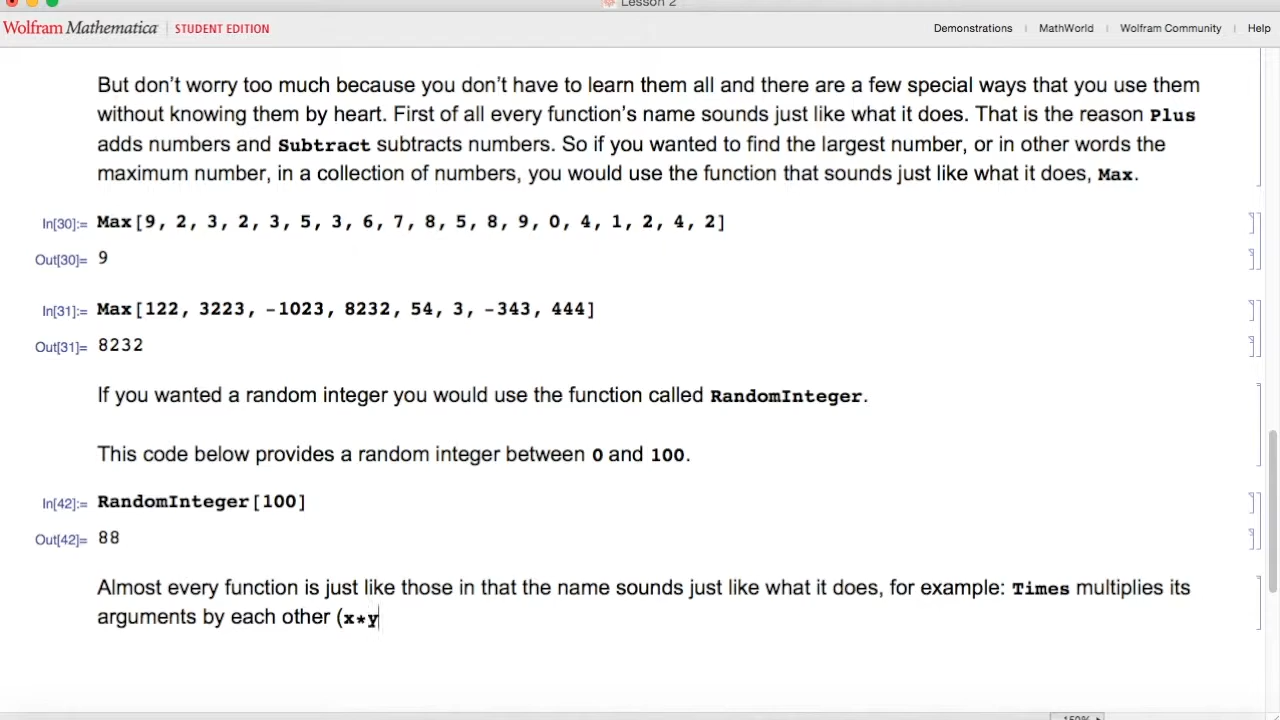 Lesson 2
Wolfram Mathematica | STUDENT EDITION Demonstrations | MathWorld | Wolfram Community | Help
But don't worry too much because you don't have to learn them all and there are a few special ways that you use them
without knowing them by heart. First of all every function's name sounds just like what it does. That is the reason Plus
adds numbers and Subtract subtracts numbers. So if you wanted to find the largest number, or in other words the
maximum number, in a collection of numbers, you would use the function that sounds just like what it does, Max.
In[30]:= Max[9, 2, 3, 2, 3, 5, 3, 6, 7, 8, 5, 8, 9, 0, 4, 1, 2, 4, 2]
Out[30]= 9
In[31]:= Max[122, 3223, -1023, 8232, 54, 3, -343, 444]
Out[31]= 8232
If you wanted a random integer you would use the function called RandomInteger.
This code below provides a random integer between 0 and 100.
In[42]:= RandomInteger[100]
Out[42]= 88
Almost every function is just like those in that the name sounds just like what it does, for example: Times multiplies its
arguments by each other (x*y
150%